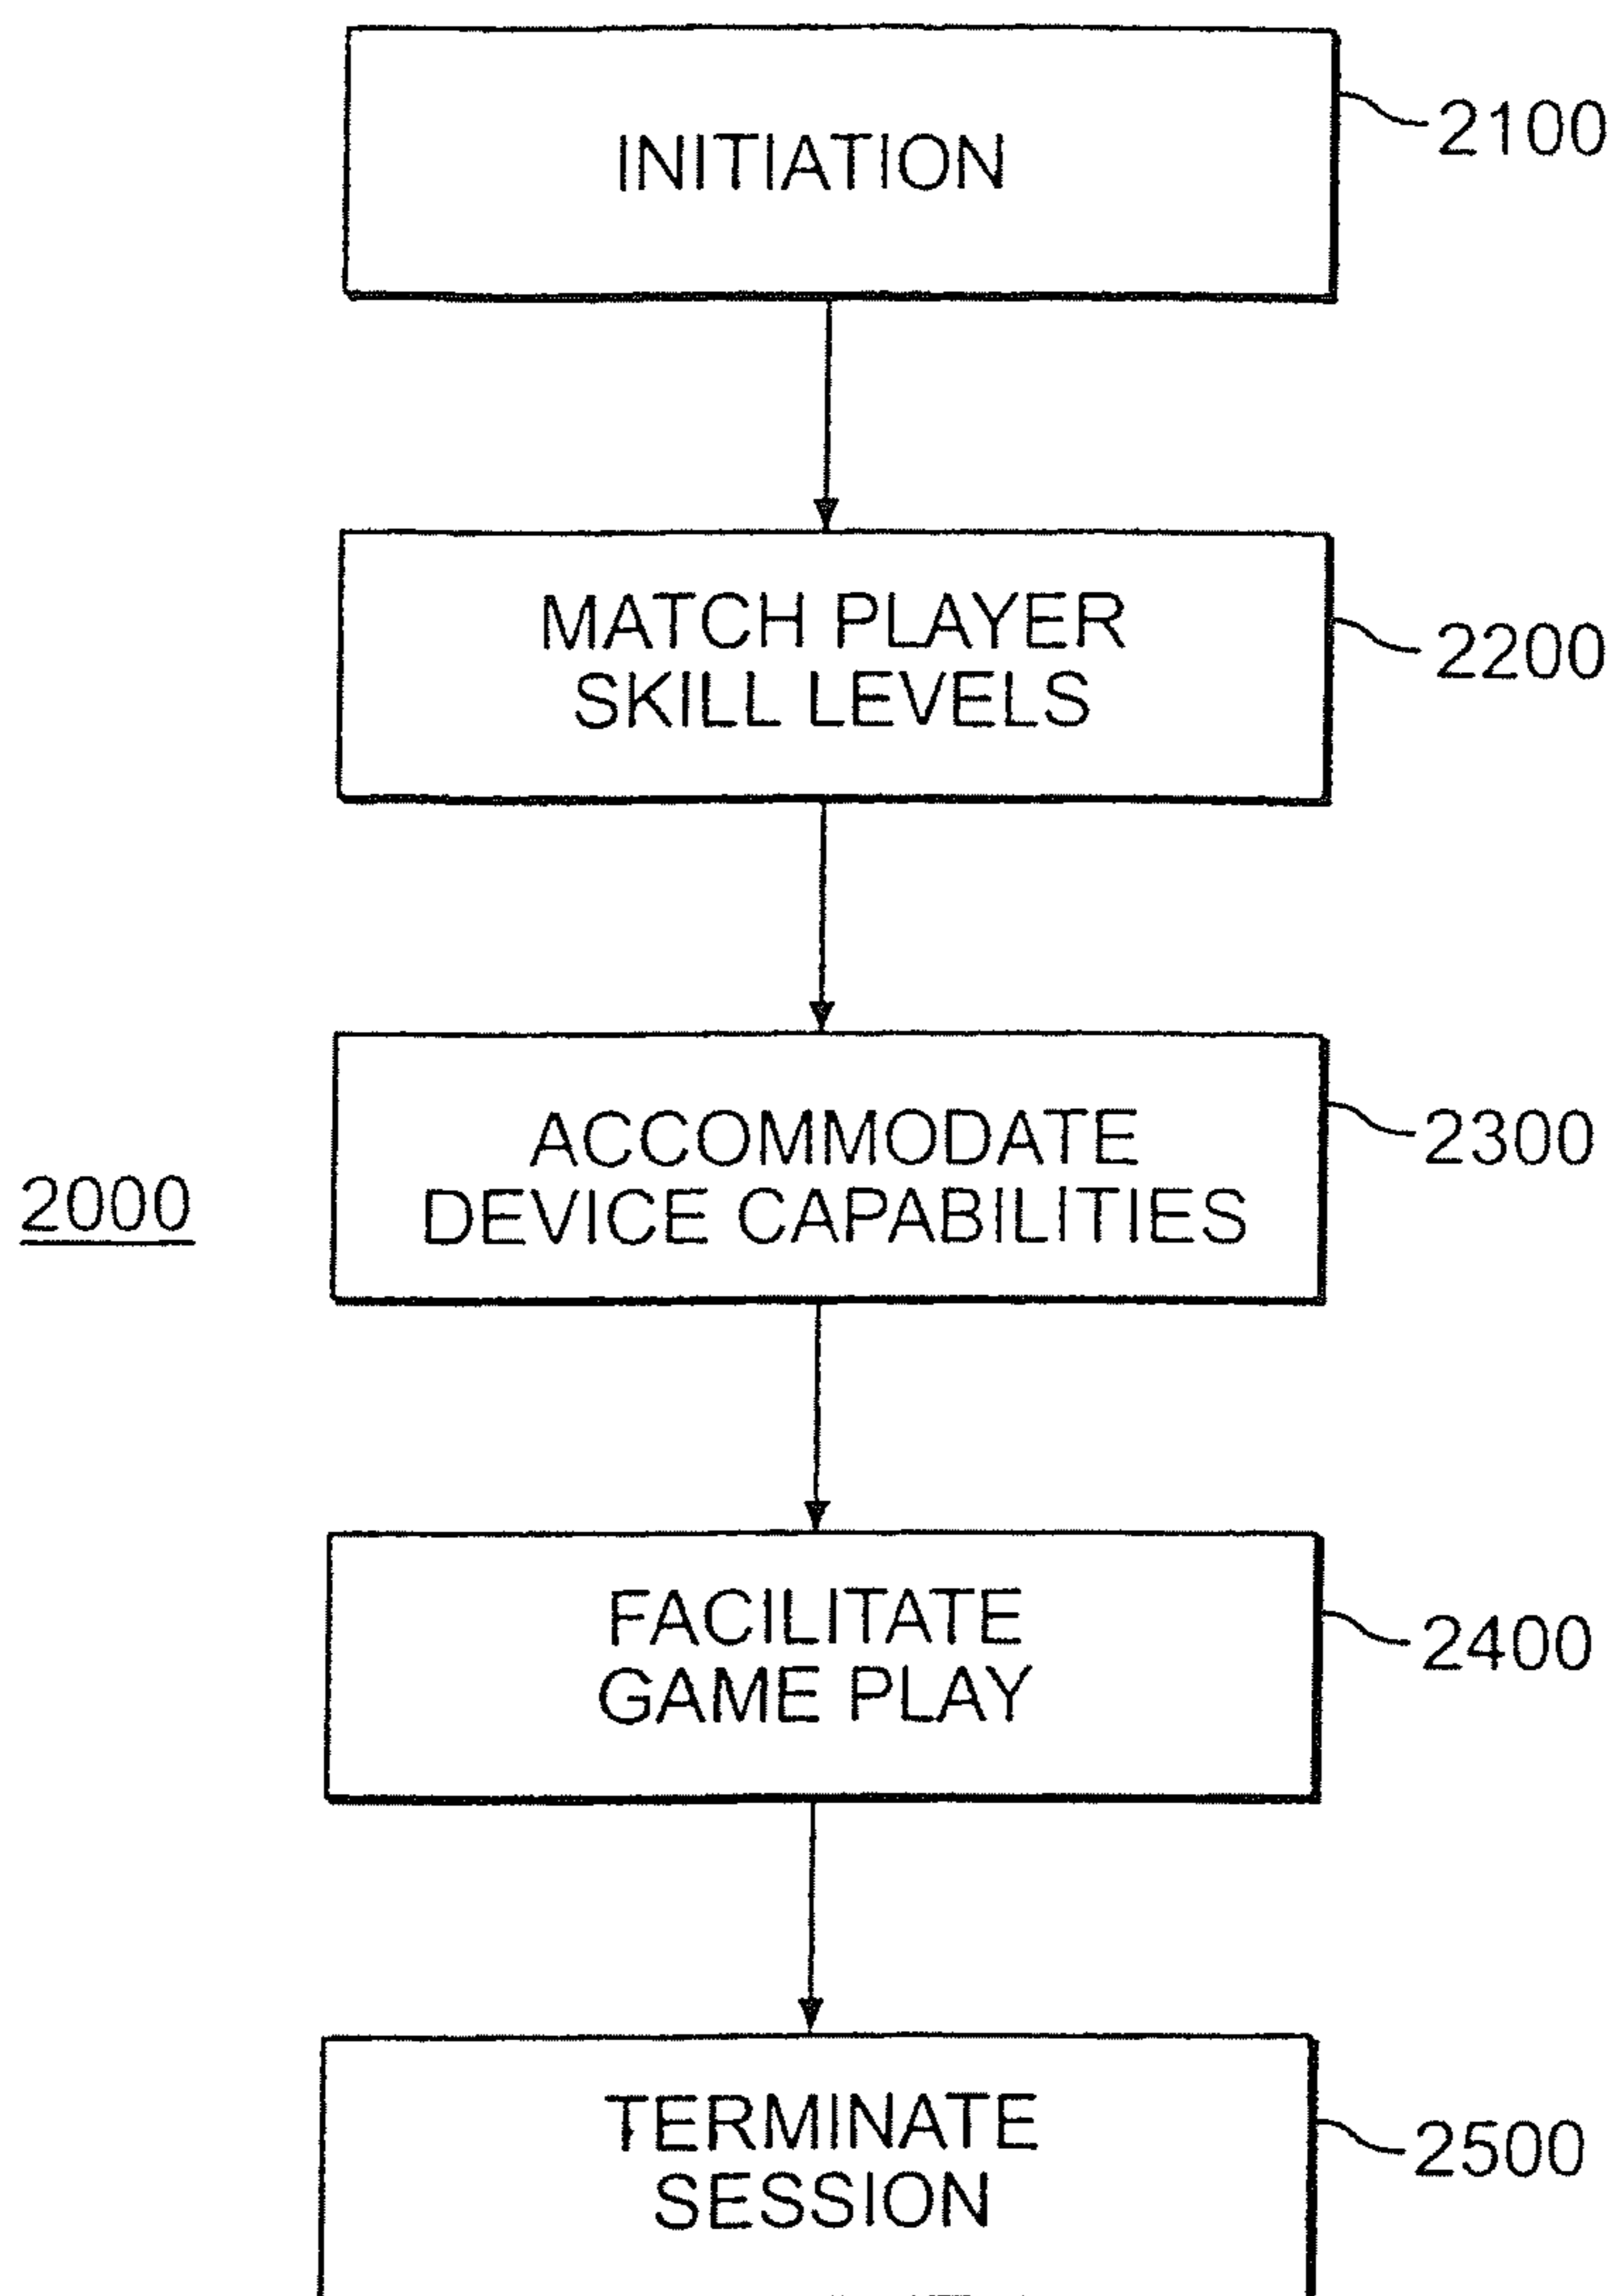 INITIATION
2100
MATCH PLAYER
SKILL LEVELS
2200
ACCOMMODATE
DEVICE CAPABILITIES
2300
2000
FACILITATE
GAME PLAY
2400
TERMINATE
SESSION
2500